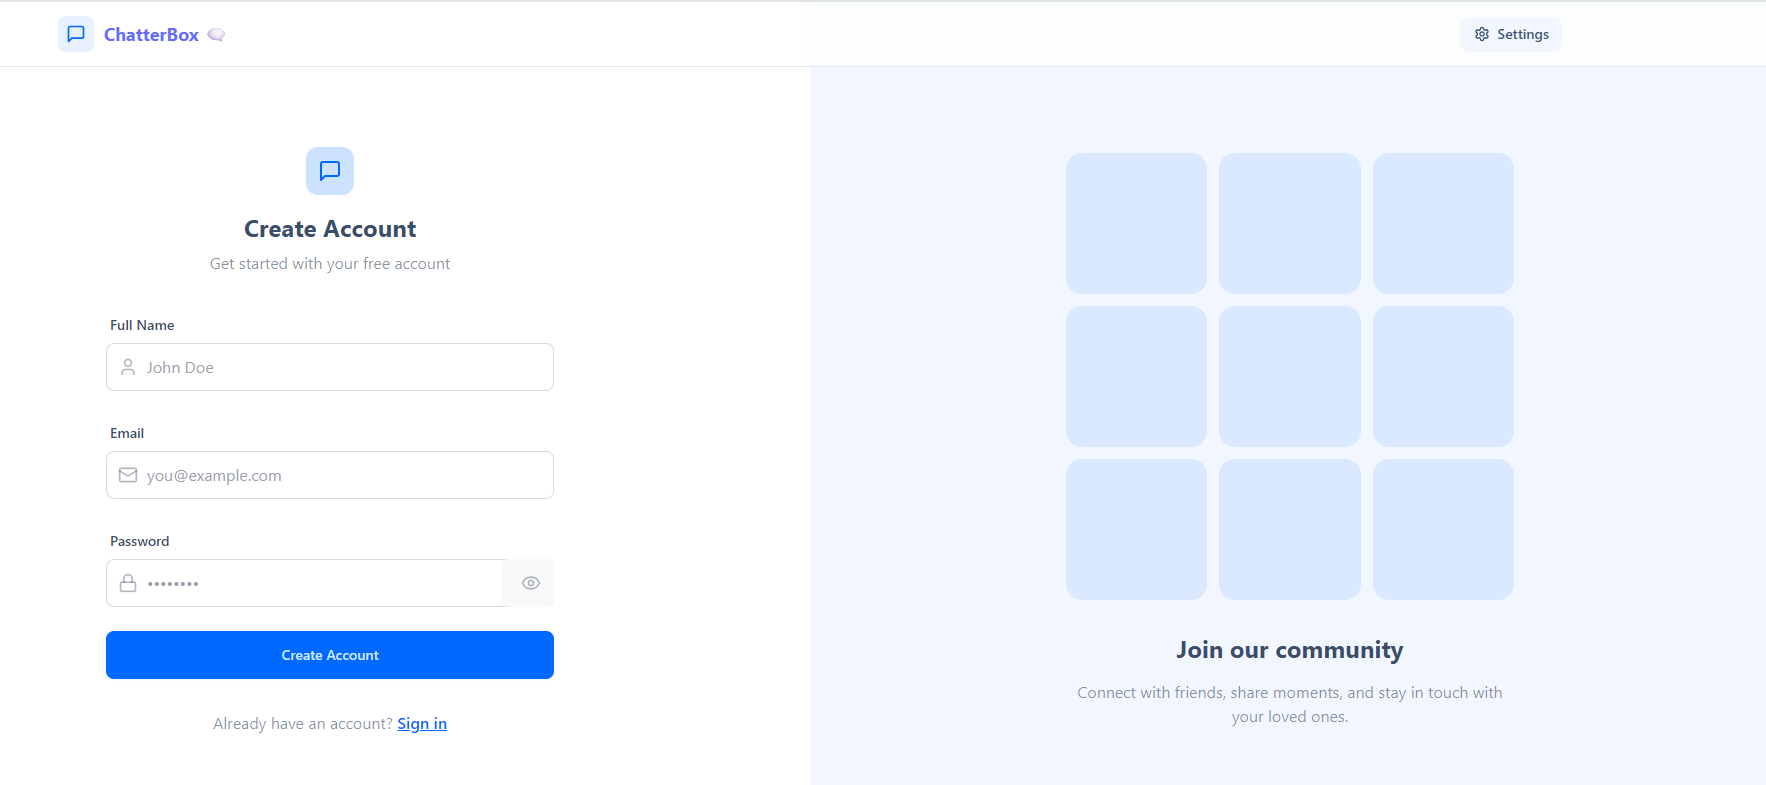 ChatterBox
Settings
Create Account
Get started with your free account
Full Name
John Doe
Email
you@example.com
Password
••••••••
Create Account
Already have an account? Sign in
Join our community
Connect with friends, share moments, and stay in touch with
your loved ones.